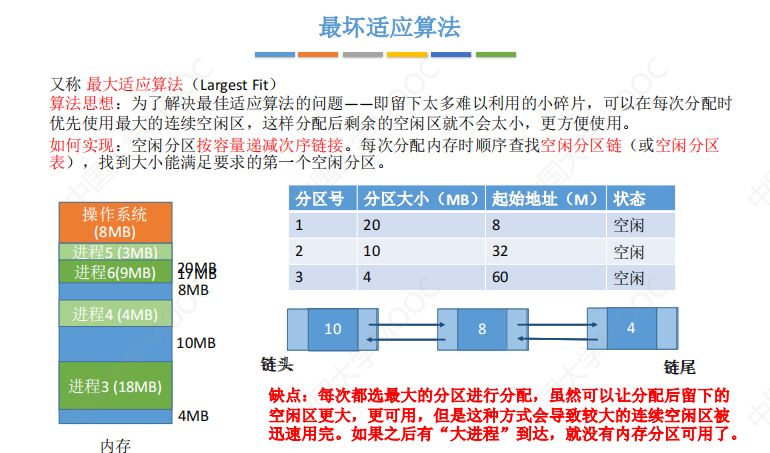 最坏适应算法
又称 最大适应算法（Largest Fit）
算法思想：为了解决最佳适应算法的问题——即留下太多难以利用的小碎片，可以在每次分配时
优先使用最大的连续空闲区，这样分配后剩余的空闲区就不会太小，更方便使用。
如何实现：空闲分区按容量递减次序链接。每次分配内存时顺序查找空闲分区链（或空闲分区
表），找到大小能满足要求的第一个空闲分区。
操作系统
(8MB)
进程5 (3MB)
20MB
17MB
进程6(9MB)
8MB
进程4 (4MB)
10MB
进程3 (18MB)
4MB
内存
分区号 分区大小（MB） 起始地址（M） 状态
1 20 8 空闲
2 10 32 空闲
3 4 60 空闲
10 8 4
链头 链尾
缺点：每次都选最大的分区进行分配，虽然可以让分配后留下的
空闲区更大，更可用，但是这种方式会导致较大的连续空闲区被
迅速用完。如果之后有“大进程”到达，就没有内存分区可用了。